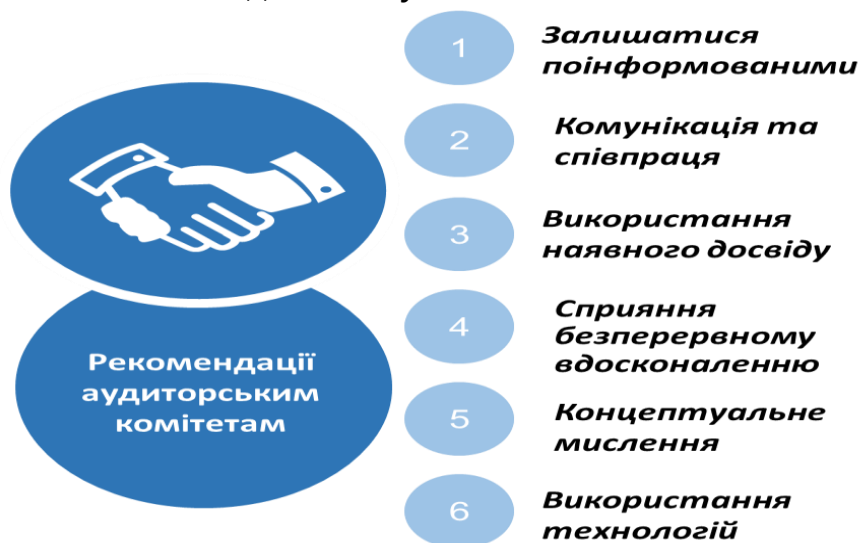 1
Залишатися
поінформованими
2
Комунікація та
співпраця
3
Використання
наявного досвіду
4
Сприяння
безперервному
вдосконаленню
Рекомендації
аудиторським
комітетам
5
Концептуальне
мислення
6
Використання
технологій